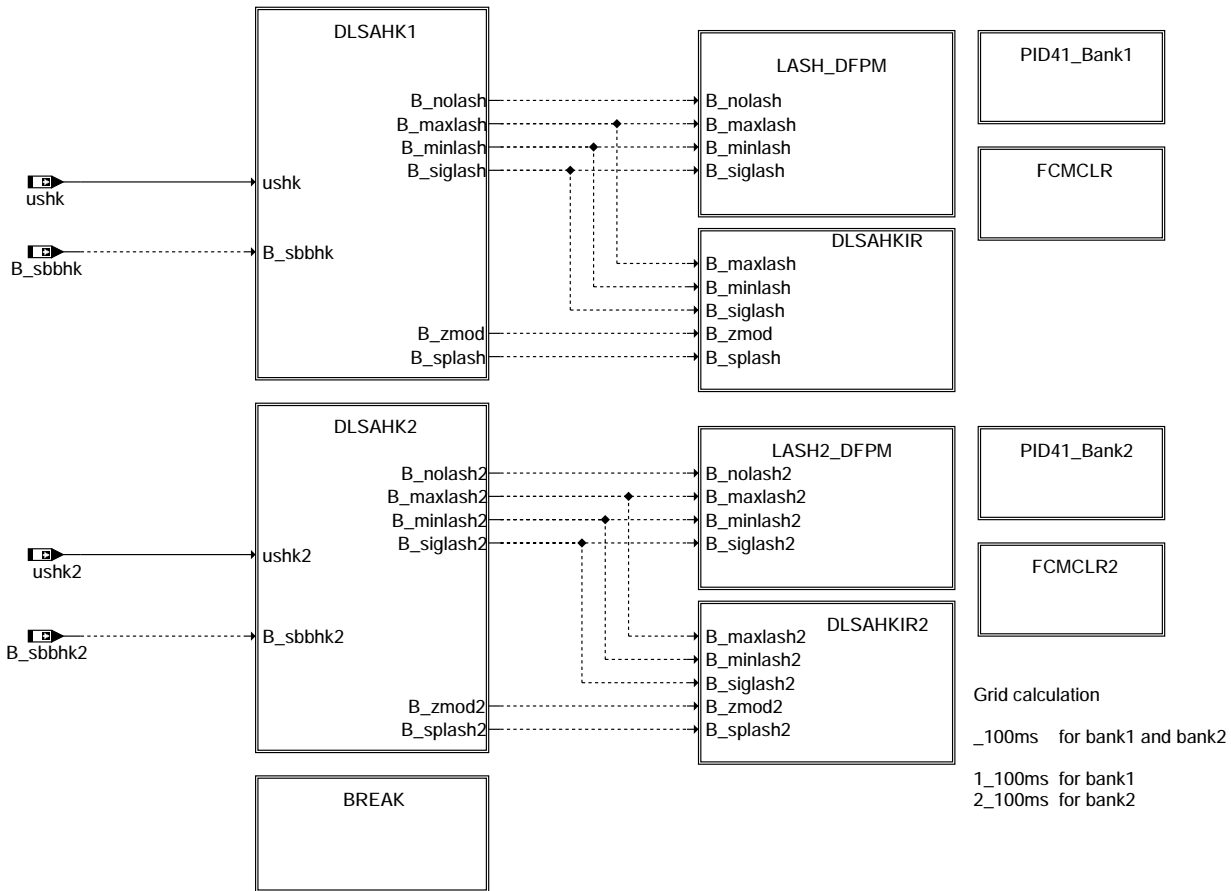 DLSAHK1
B_nolash
B_maxlash
B_minlash
B_siglash
ushk
B_sbbhk
B_zmod
B_splash
ushk
B_sbbhk
LASH_DFPM
B_nolash
B_maxlash
B_minlash
B_siglash
DLSAHKIR
B_maxlash
B_minlash
B_siglash
B_zmod
B_splash
PID41_Bank1
FCMCLR
DLSAHK2
B_nolash2
B_maxlash2
B_minlash2
B_siglash2
ushk2
B_sbbhk2
B_zmod2
B_splash2
ushk2
B_sbbhk2
LASH2_DFPM
B_nolash2
B_maxlash2
B_minlash2
B_siglash2
DLSAHKIR2
B_maxlash2
B_minlash2
B_siglash2
B_zmod2
B_splash2
PID41_Bank2
FCMCLR2
Grid calculation
_100ms for bank1 and bank2
1_100ms for bank1
2_100ms for bank2
BREAK